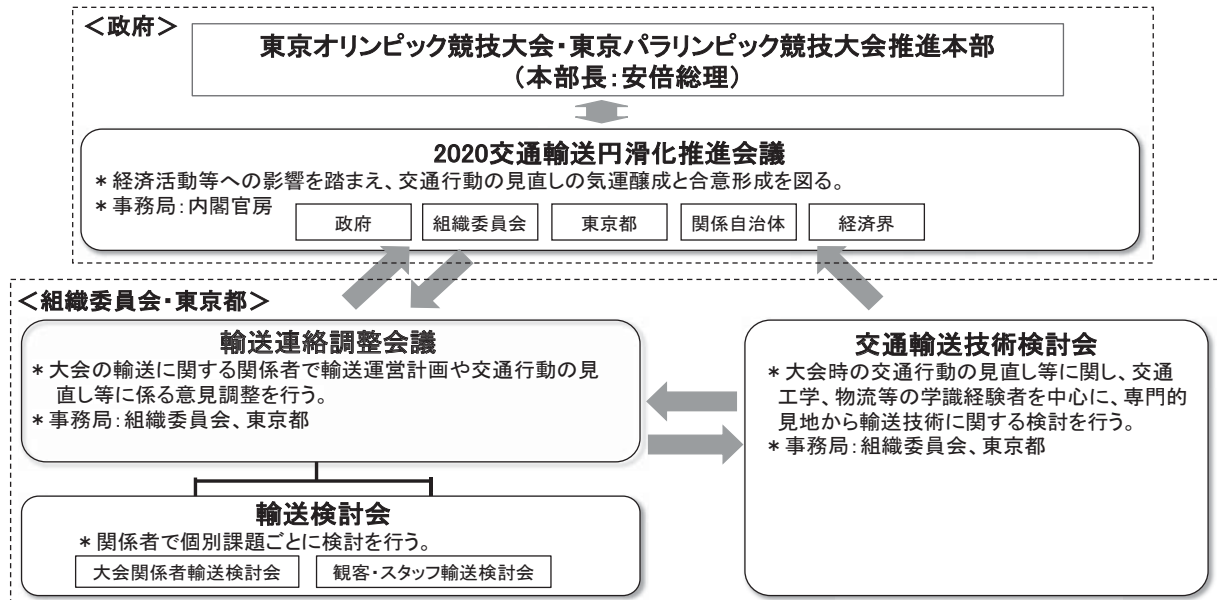 ＜政府＞
東京オリンピック競技大会・東京パラリンピック競技大会推進本部
（本部長：安倍総理）
2020交通輸送円滑化推進会議
＊経済活動等への影響を踏まえ、交通行動の見直しの気運醸成と合意形成を図る。
＊事務局：内閣官房
政府
組織委員会
東京都
関係自治体
経済界
＜組織委員会・東京都＞
輸送連絡調整会議
＊大会の輸送に関する関係者で輸送運営計画や交通行動の見
直し等に係る意見調整を行う。
＊事務局：組織委員会、東京都
輸送検討会
＊関係者で個別課題ごとに検討を行う。
大会関係者輸送検討会
観客・スタッフ輸送検討会
交通輸送技術検討会
＊大会時の交通行動の見直し等に関し、交通
工学、物流等の学識経験者を中心に、専門的
見地から輸送技術に関する検討を行う。
＊事務局：組織委員会、東京都